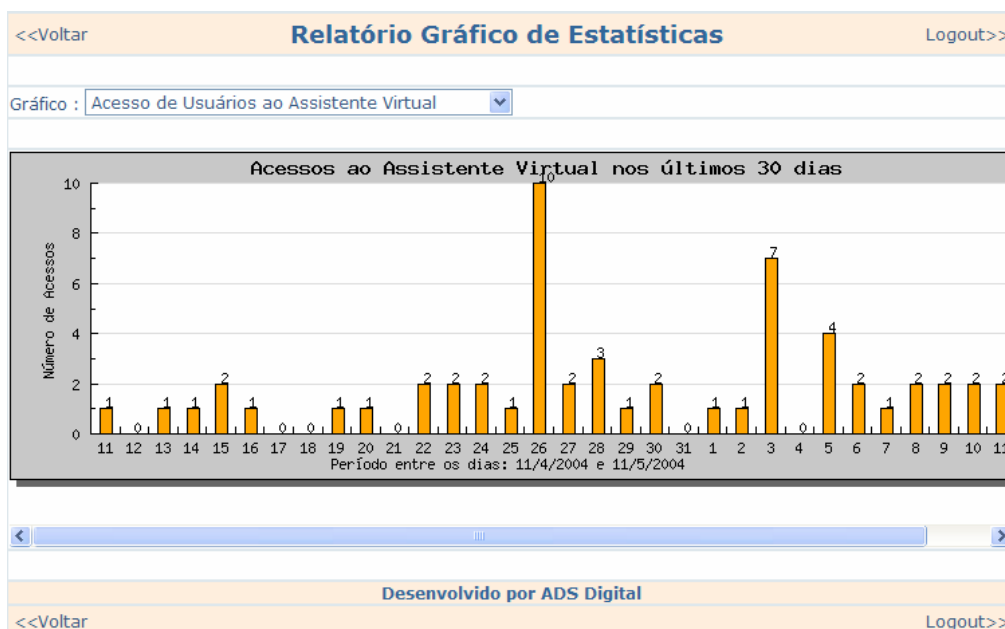 <<Voltar Relatório Gráfico de Estatísticas Logout>>
Gráfico : Acesso de Usuários ao Assistente Virtual
Acessos ao Assistente Virtual nos últimos 30 dias
Número de Acessos
10
8
6
4
2
0
1 0 1 1 2 1 0 0 1 1 0 2 2 2 1 10 2 3 1 2 0 1 1 7 0 4 2 1 2 2 2 2
11 12 13 14 15 16 17 18 19 20 21 22 23 24 25 26 27 28 29 30 31 1 2 3 4 5 6 7 8 9 10 11
Período entre os dias: 11/4/2004 e 11/5/2004
Desenvolvido por ADS Digital
<<Voltar Logout>>